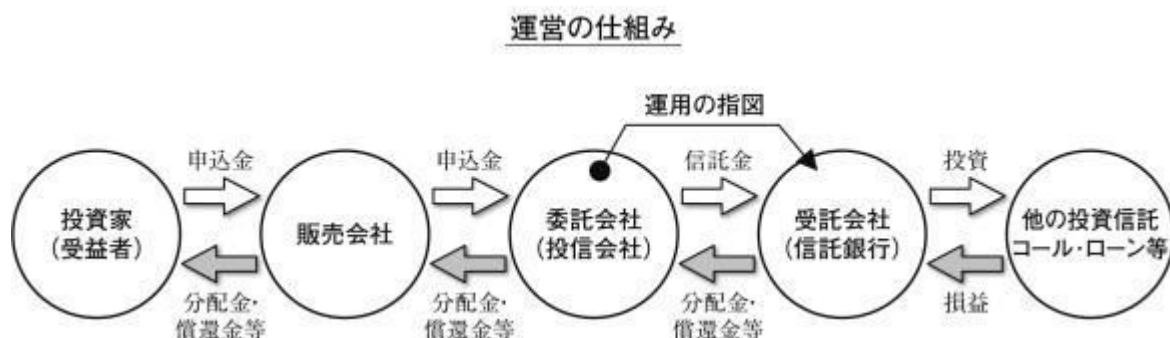 運営の仕組み
運用の指図
申込金
申込金
信託金
投資
投資家
(受益者)
販売会社
委託会社
(投信会社)
受託会社
(信託銀行)
他の投資信託
コール・ローン等
分配金・
償還金等
分配金・
償還金等
分配金・
償還金等
損益